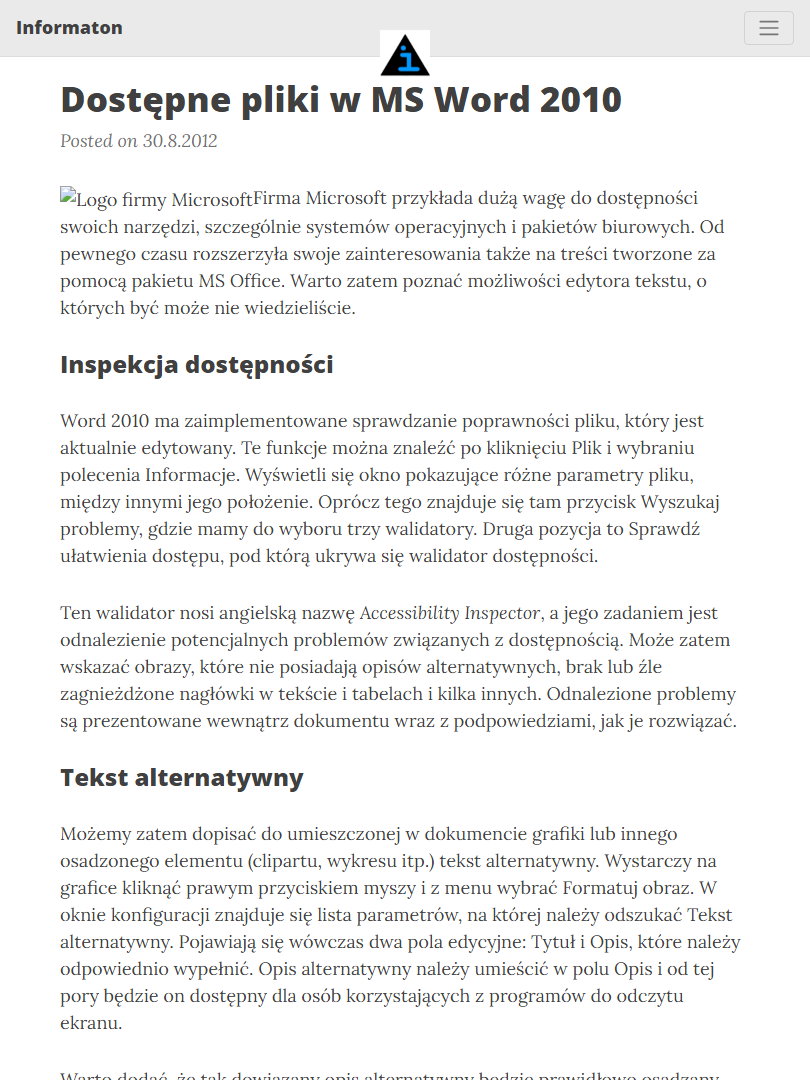 Informaton
Dostępne pliki w MS Word 2010
Posted on 30.8.2012
Logo firmy MicrosoftFirma Microsoft przykłada dużą wagę do dostępności
swoich narzędzi, szczególnie systemów operacyjnych i pakietów biurowych. Od
pewnego czasu rozszerzyła swoje zainteresowania także na treści tworzone za
pomocą pakietu MS Office. Warto zatem poznać możliwości edytora tekstu, o
których być może nie wiedzieliście.
Inspekcja dostępności
Word 2010 ma zaimplementowane sprawdzanie poprawności pliku, który jest
aktualnie edytowany. Te funkcje można znaleźć po kliknięciu Plik i wybraniu
polecenia Informacje. Wyświetli się okno pokazujące różne parametry pliku,
między innymi jego położenie. Oprócz tego znajduje się tam przycisk Wyszukaj
problemy, gdzie mamy do wyboru trzy walidatory. Druga pozycja to Sprawdź
ułatwienia dostępu, pod którą ukrywa się walidator dostępności.
Ten walidator nosi angielską nazwę Accessibility Inspector, a jego zadaniem jest
odnalezienie potencjalnych problemów związanych z dostępnością. Może zatem
wskazać obrazy, które nie posiadają opisów alternatywnych, brak lub źle
zagnieżdżone nagłówki w tekście i tabelach i kilka innych. Odnalezione problemy
są prezentowane wewnątrz dokumentu wraz z podpowiedziami, jak je rozwiązać.
Tekst alternatywny
Możemy zatem dopisać do umieszczonej w dokumencie grafiki lub innego
osadzonego elementu (clipartu, wykresu itp.) tekst alternatywny. Wystarczy na
grafice kliknąć prawym przyciskiem myszy i z menu wybrać Formatuj obraz. W
oknie konfiguracji znajduje się lista parametrów, na której należy odszukać Tekst
alternatywny. Pojawiają się wówczas dwa pola edycyjne: Tytuł i Opis, które należy
odpowiednio wypełnić. Opis alternatywny należy umieścić w polu Opis i od tej
pory będzie on dostępny dla osób korzystających z programów do odczytu
ekranu.
Warto dodać, że tak dowiązany opis alternatywny będzie prawidłowo osadzany